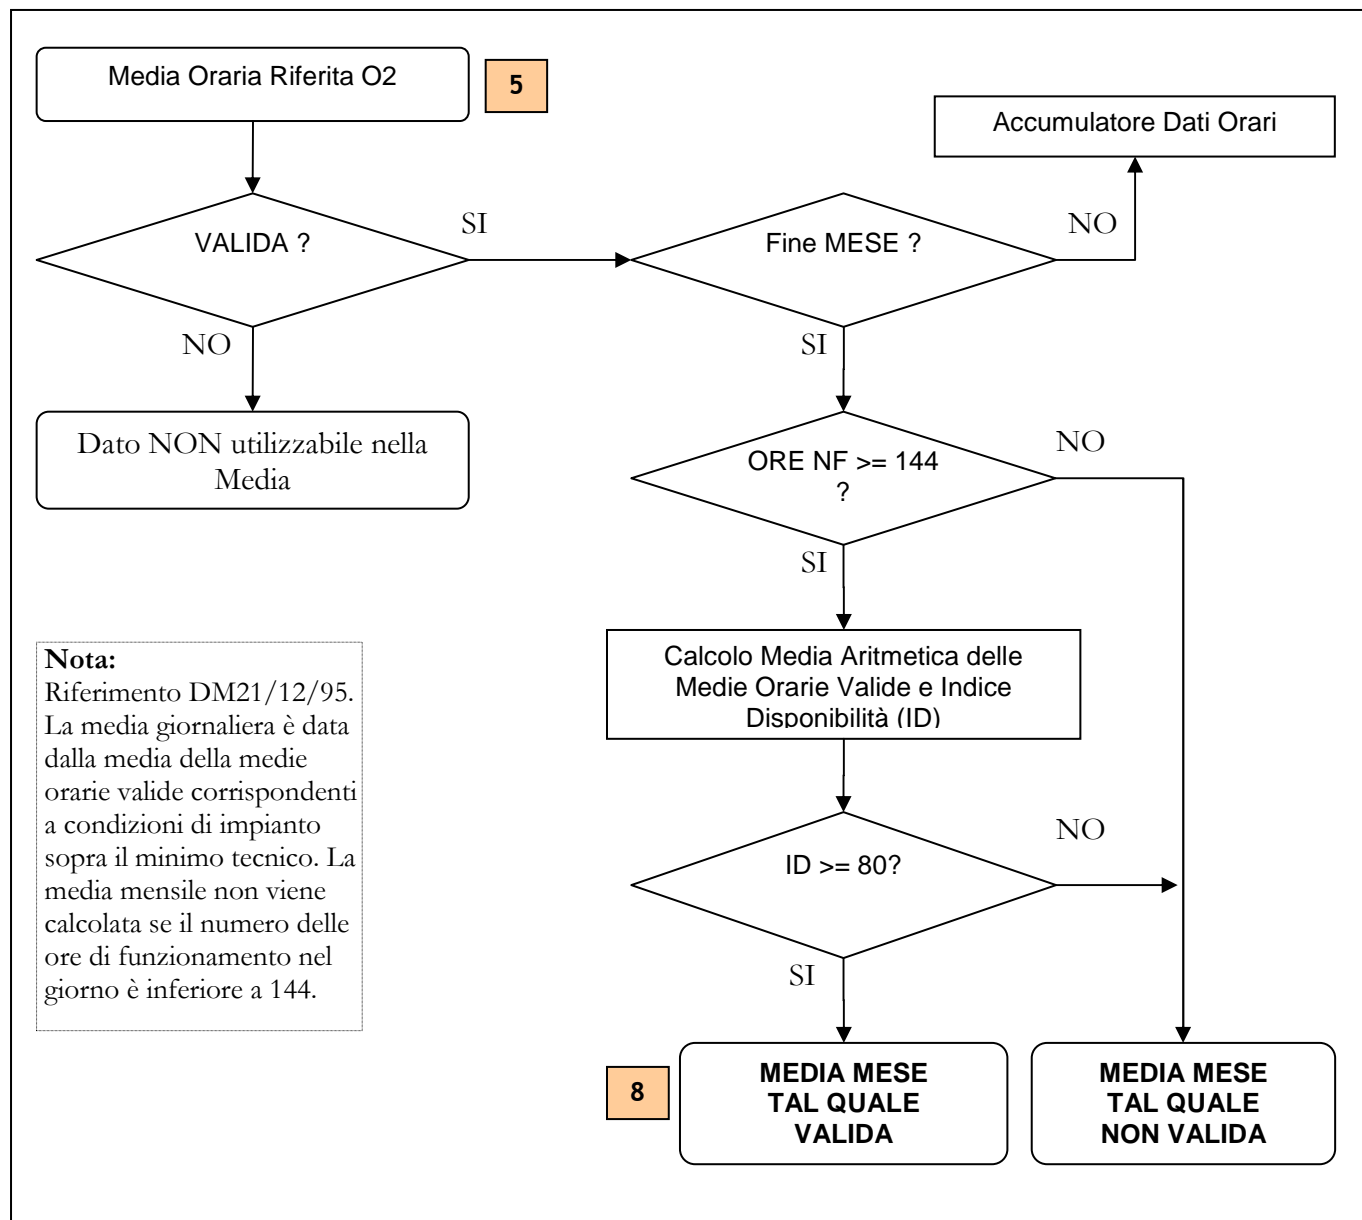 Media Oraria Riferita O2
5
Accumulatore Dati Orari
VALIDA ?
SI
Fine MESE ?
NO
NO
SI
Dato NON utilizzabile nella
Media
ORE NF >= 144
?
NO
SI
Calcolo Media Aritmetica delle
Medie Orarie Valide e Indice
Disponibilità (ID)
Nota:
Riferimento DM21/12/95.
La media giornaliera è data
dalla media della medie
orarie valide corrispondenti
a condizioni di impianto
sopra il minimo tecnico. La
media mensile non viene
calcolata se il numero delle
ore di funzionamento nel
giorno è inferiore a 144.
ID >= 80?
NO
SI
8
MEDIA MESE
TAL QUALE
VALIDA
MEDIA MESE
TAL QUALE
NON VALIDA